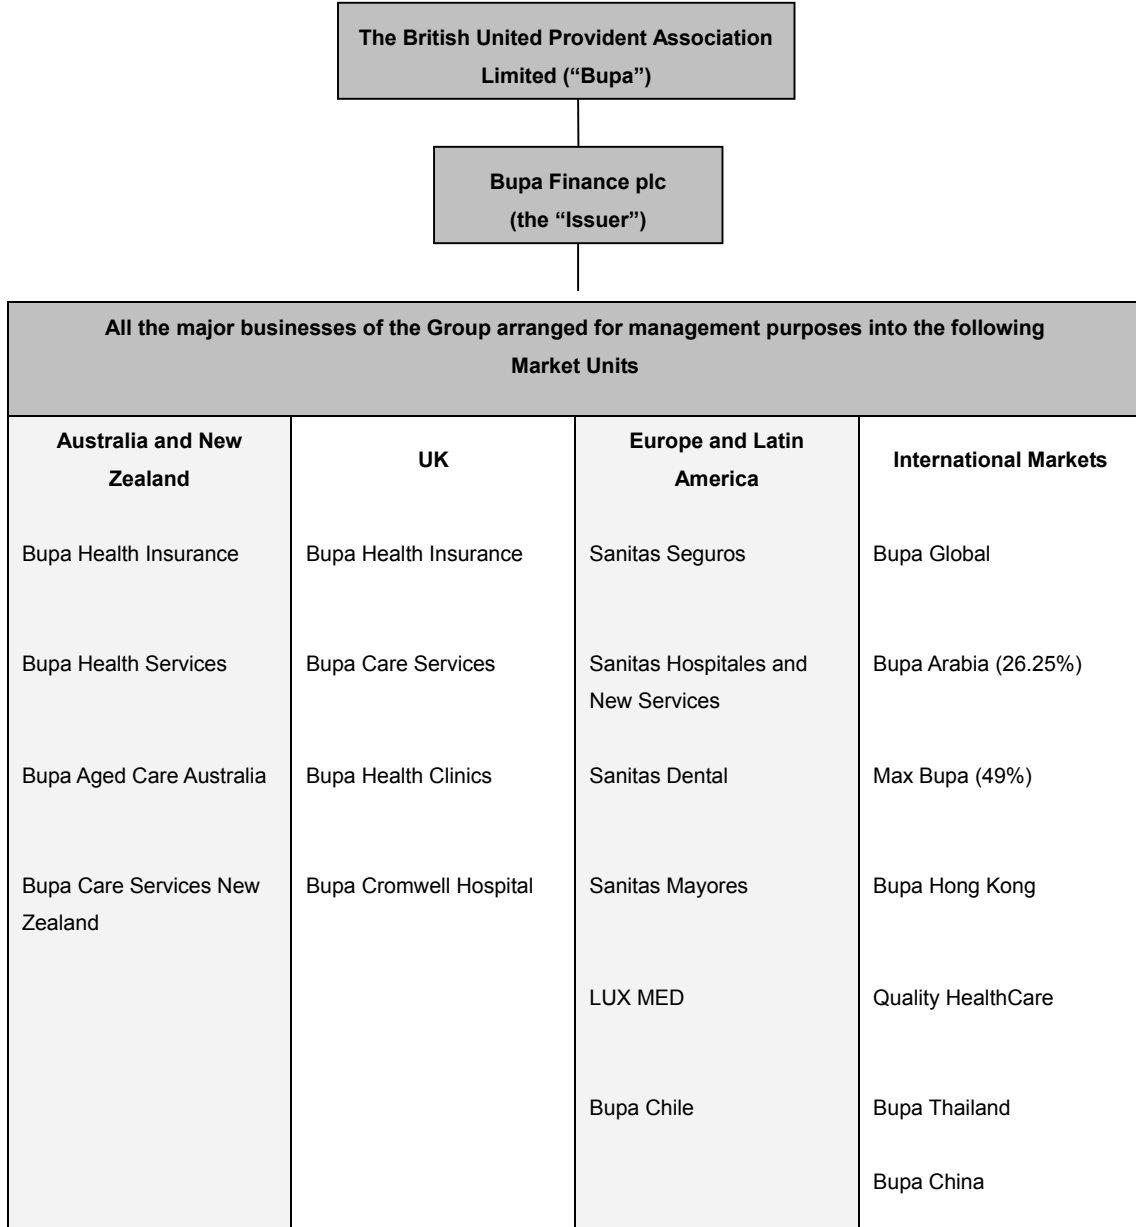 The British United Provident Association
Limited (“Bupa”)
Bupa Finance plc
(the “Issuer”)
All the major businesses of the Group arranged for management purposes into the following
Market Units
Australia and New
Zealand
UK
Europe and Latin
America
International Markets
Bupa Health Insurance
Bupa Health Insurance
Sanitas Seguros
Bupa Global
Bupa Health Services
Bupa Care Services
Sanitas Hospitales and
New Services
Bupa Arabia (26.25%)
Bupa Aged Care Australia
Bupa Health Clinics
Sanitas Dental
Max Bupa (49%)
Bupa Care Services New
Zealand
Bupa Cromwell Hospital
Sanitas Mayores
Bupa Hong Kong
LUX MED
Quality HealthCare
Bupa Chile
Bupa Thailand
Bupa China